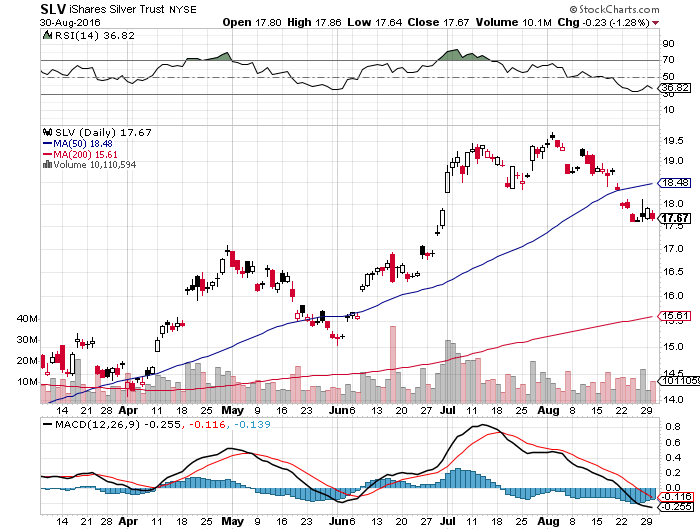 SLV iShares Silver Trust NYSE © StockCharts.com
30-Aug-2016 Open 17.80 High 17.86 Low 17.64 Close 17.67 Volume 10.1M Chg -0.23 (-1.28%)
RSI(14) 36.82
90
70
50
36.82
30
10
SLV (Daily) 17.67
MA(50) 18.48
MA(200) 15.61
Volume 10,110,594
19.5
19.0
18.48
18.0
17.67
17.5
17.0
16.5
16.0
15.61
15.0
14.5
14.0
40M
30M
20M
10M
14 21 28 Apr 11 18 25 May 9 16 23 Jun 6 13 20 27 Jul 11 18 25 Aug 8 15 22 29
MACD(12,26,9) -0.255, -0.116, -0.139
0.8
0.6
0.4
0.2
0.0
-0.116
-0.255
14 21 28 Apr 11 18 25 May 9 16 23 Jun 6 13 20 27 Jul 11 18 25 Aug 8 15 22 29